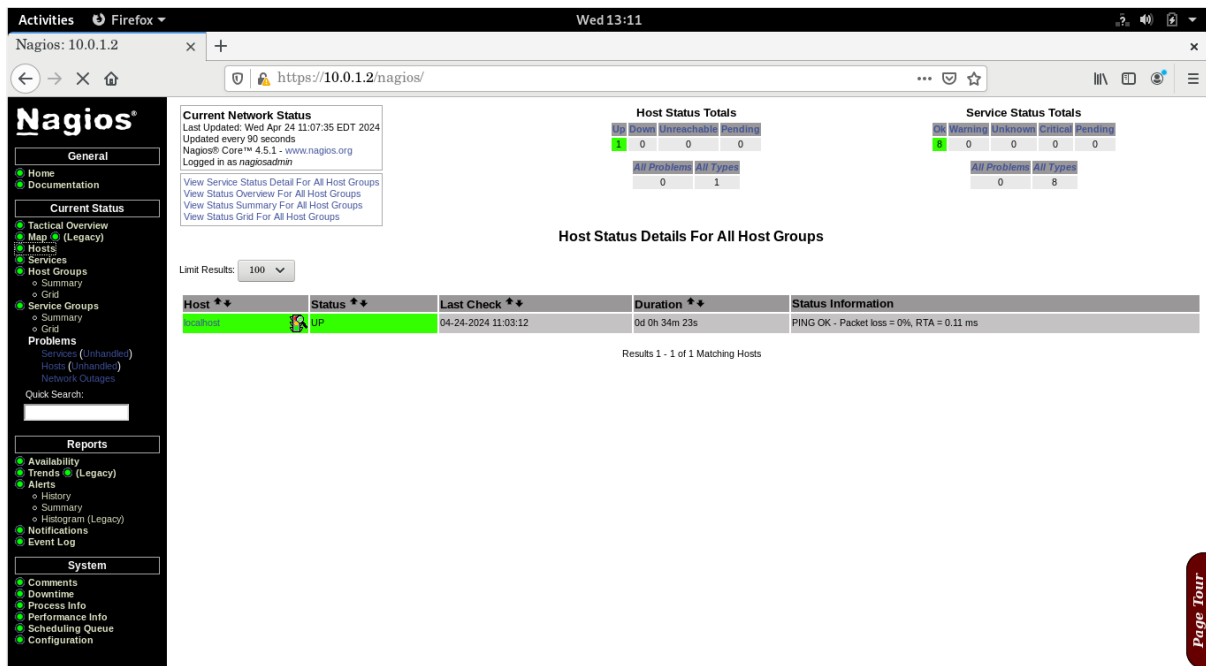 Activities Firefox Wed 13:11
Nagios: 10.0.1.2
https://10.0.1.2/nagios/
Nagios®
General
Home
Documentation
Current Status
Tactical Overview
Map (Legacy)
Hosts
Services
Host Groups
Summary
Grid
Service Groups
Summary
Grid
Problems
Services (Unhandled)
Hosts (Unhandled)
Network Outages
Quick Search:
Reports
Availability
Trends (Legacy)
Alerts
History
Summary
Histogram (Legacy)
Notifications
Event Log
System
Comments
Downtime
Process Info
Performance Info
Scheduling Queue
Configuration
Current Network Status
Last Updated: Wed Apr 24 11:07:35 EDT 2024
Updated every 90 seconds
Nagios® Core™ 4.5.1 - www.nagios.org
Logged in as nagiosadmin
View Service Status Detail For All Host Groups
View Status Overview For All Host Groups
View Status Summary For All Host Groups
View Status Grid For All Host Groups
Host Status Totals
Up Down Unreachable Pending
1 0 0 0
All Problems All Types
0 1
Service Status Totals
Ok Warning Unknown Critical Pending
8 0 0 0 0
All Problems All Types
0 8
Host Status Details For All Host Groups
Limit Results: 100
Host Status Last Check Duration Status Information
localhost UP 04-24-2024 11:03:12 0d 0h 34m 23s PING OK - Packet loss = 0%, RTA = 0.11 ms
Results 1 - 1 of 1 Matching Hosts
Page Tour